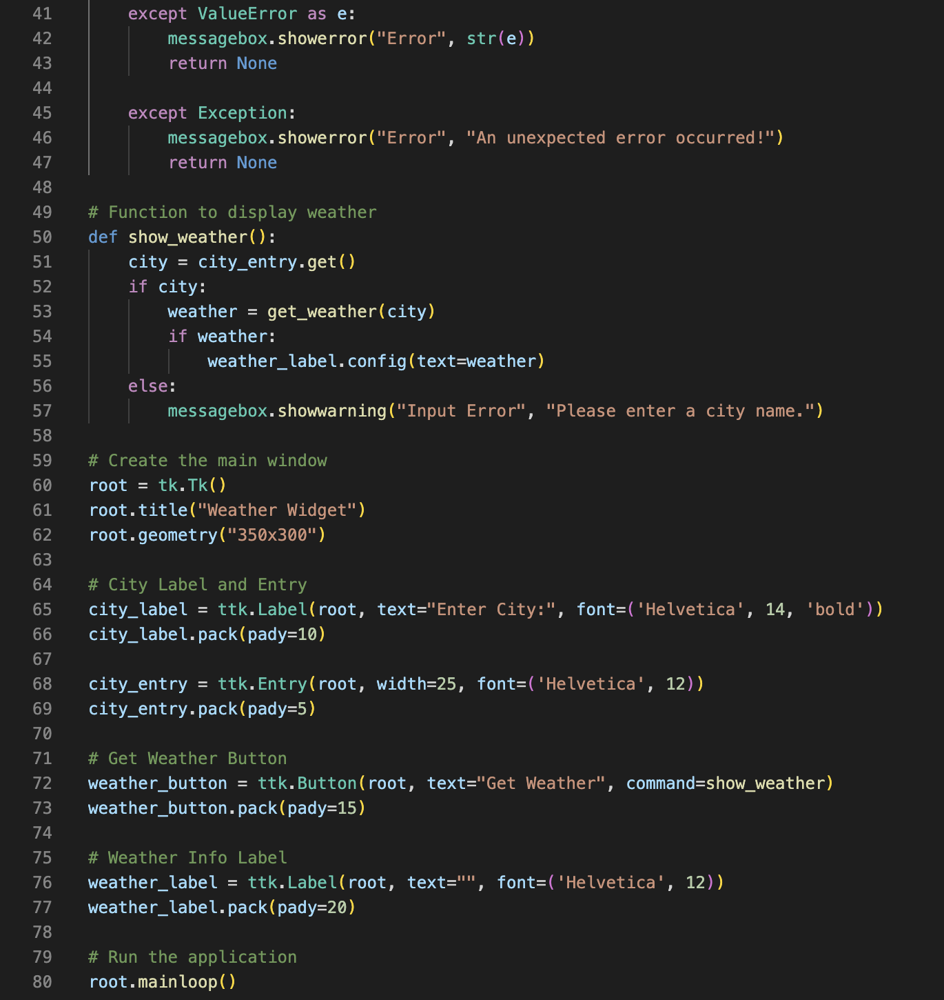 41 except ValueError as e:
42 messagebox.showerror("Error", str(e))
43 return None
44
45 except Exception:
46 messagebox.showerror("Error", "An unexpected error occurred!")
47 return None
48
49 # Function to display weather
50 def show_weather():
51 city = city_entry.get()
52 if city:
53 weather = get_weather(city)
54 if weather:
55 weather_label.config(text=weather)
56 else:
57 messagebox.showwarning("Input Error", "Please enter a city name.")
58
59 # Create the main window
60 root = tk.Tk()
61 root.title("Weather Widget")
62 root.geometry("350x300")
63
64 # City Label and Entry
65 city_label = ttk.Label(root, text="Enter City:", font=('Helvetica', 14, 'bold'))
66 city_label.pack(pady=10)
67
68 city_entry = ttk.Entry(root, width=25, font=('Helvetica', 12))
69 city_entry.pack(pady=5)
70
71 # Get Weather Button
72 weather_button = ttk.Button(root, text="Get Weather", command=show_weather)
73 weather_button.pack(pady=15)
74
75 # Weather Info Label
76 weather_label = ttk.Label(root, text="", font=('Helvetica', 12))
77 weather_label.pack(pady=20)
78
79 # Run the application
80 root.mainloop()